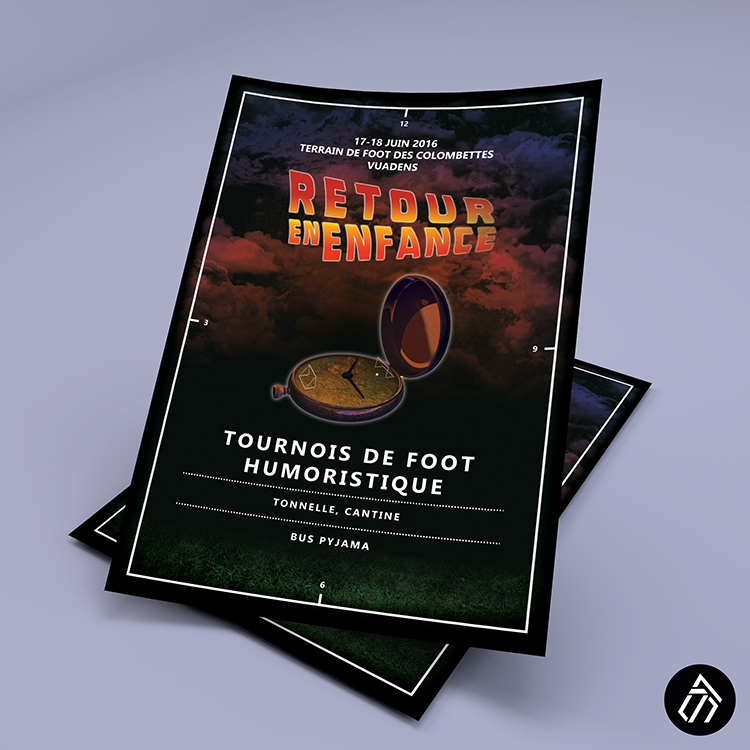 12
17-18 JUIN 2016
TERRAIN DE FOOT DES COLOMBETTES
VUADENS
RETOUR
EN ENFANCE
3
9
TOURNOIS DE FOOT
HUMORISTIQUE
TONNELLE, CANTINE
BUS PYJAMA
6